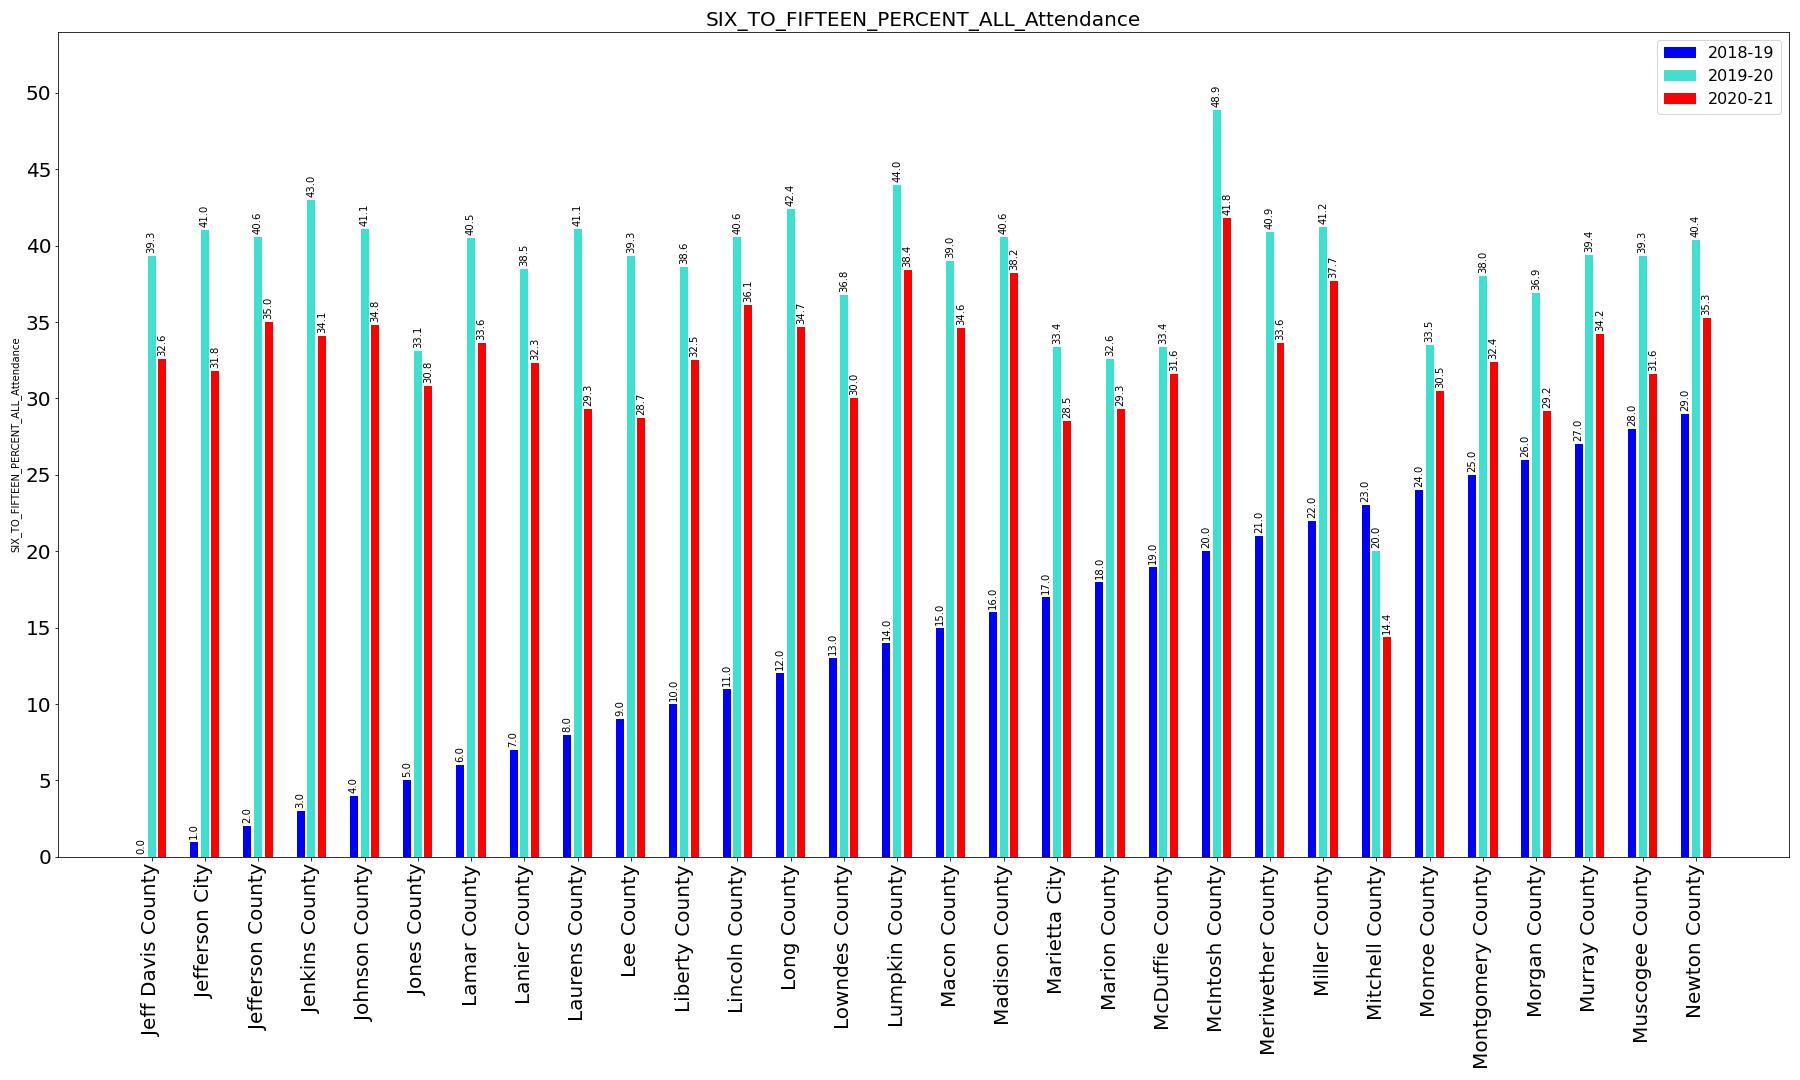 SIX_TO_FIFTEEN_PERCENT_ALL_Attendance
2018-19
2019-20
2020-21
SIX_TO_FIFTEEN_PERCENT_ALL_Attendance
50
45
40
35
30
25
20
15
10
5
0
0.0 39.3 32.6
1.0 41.0 31.8
2.0 40.6 35.0
3.0 43.0 34.1
4.0 41.1 34.8
5.0 33.1 30.8
6.0 40.5 33.6
7.0 38.5 32.3
8.0 41.1 29.3
9.0 39.3 28.7
10.0 38.6 32.5
11.0 40.6 36.1
12.0 42.4 34.7
13.0 36.8 30.0
14.0 44.0 38.4
15.0 39.0 34.6
16.0 40.6 38.2
17.0 33.4 28.5
18.0 32.6 29.3
19.0 33.4 31.6
20.0 48.9 41.8
21.0 40.9 33.6
22.0 41.2 37.7
23.0 20.0 14.4
24.0 33.5 30.5
25.0 38.0 32.4
26.0 36.9 29.2
27.0 39.4 34.2
28.0 39.3 31.6
29.0 40.4 35.3
Jeff Davis County
Jefferson City
Jefferson County
Jenkins County
Johnson County
Jones County
Lamar County
Lanier County
Laurens County
Lee County
Liberty County
Lincoln County
Long County
Lowndes County
Lumpkin County
Macon County
Madison County
Marietta City
Marion County
McDuffie County
McIntosh County
Meriwether County
Miller County
Mitchell County
Monroe County
Montgomery County
Morgan County
Murray County
Muscogee County
Newton County